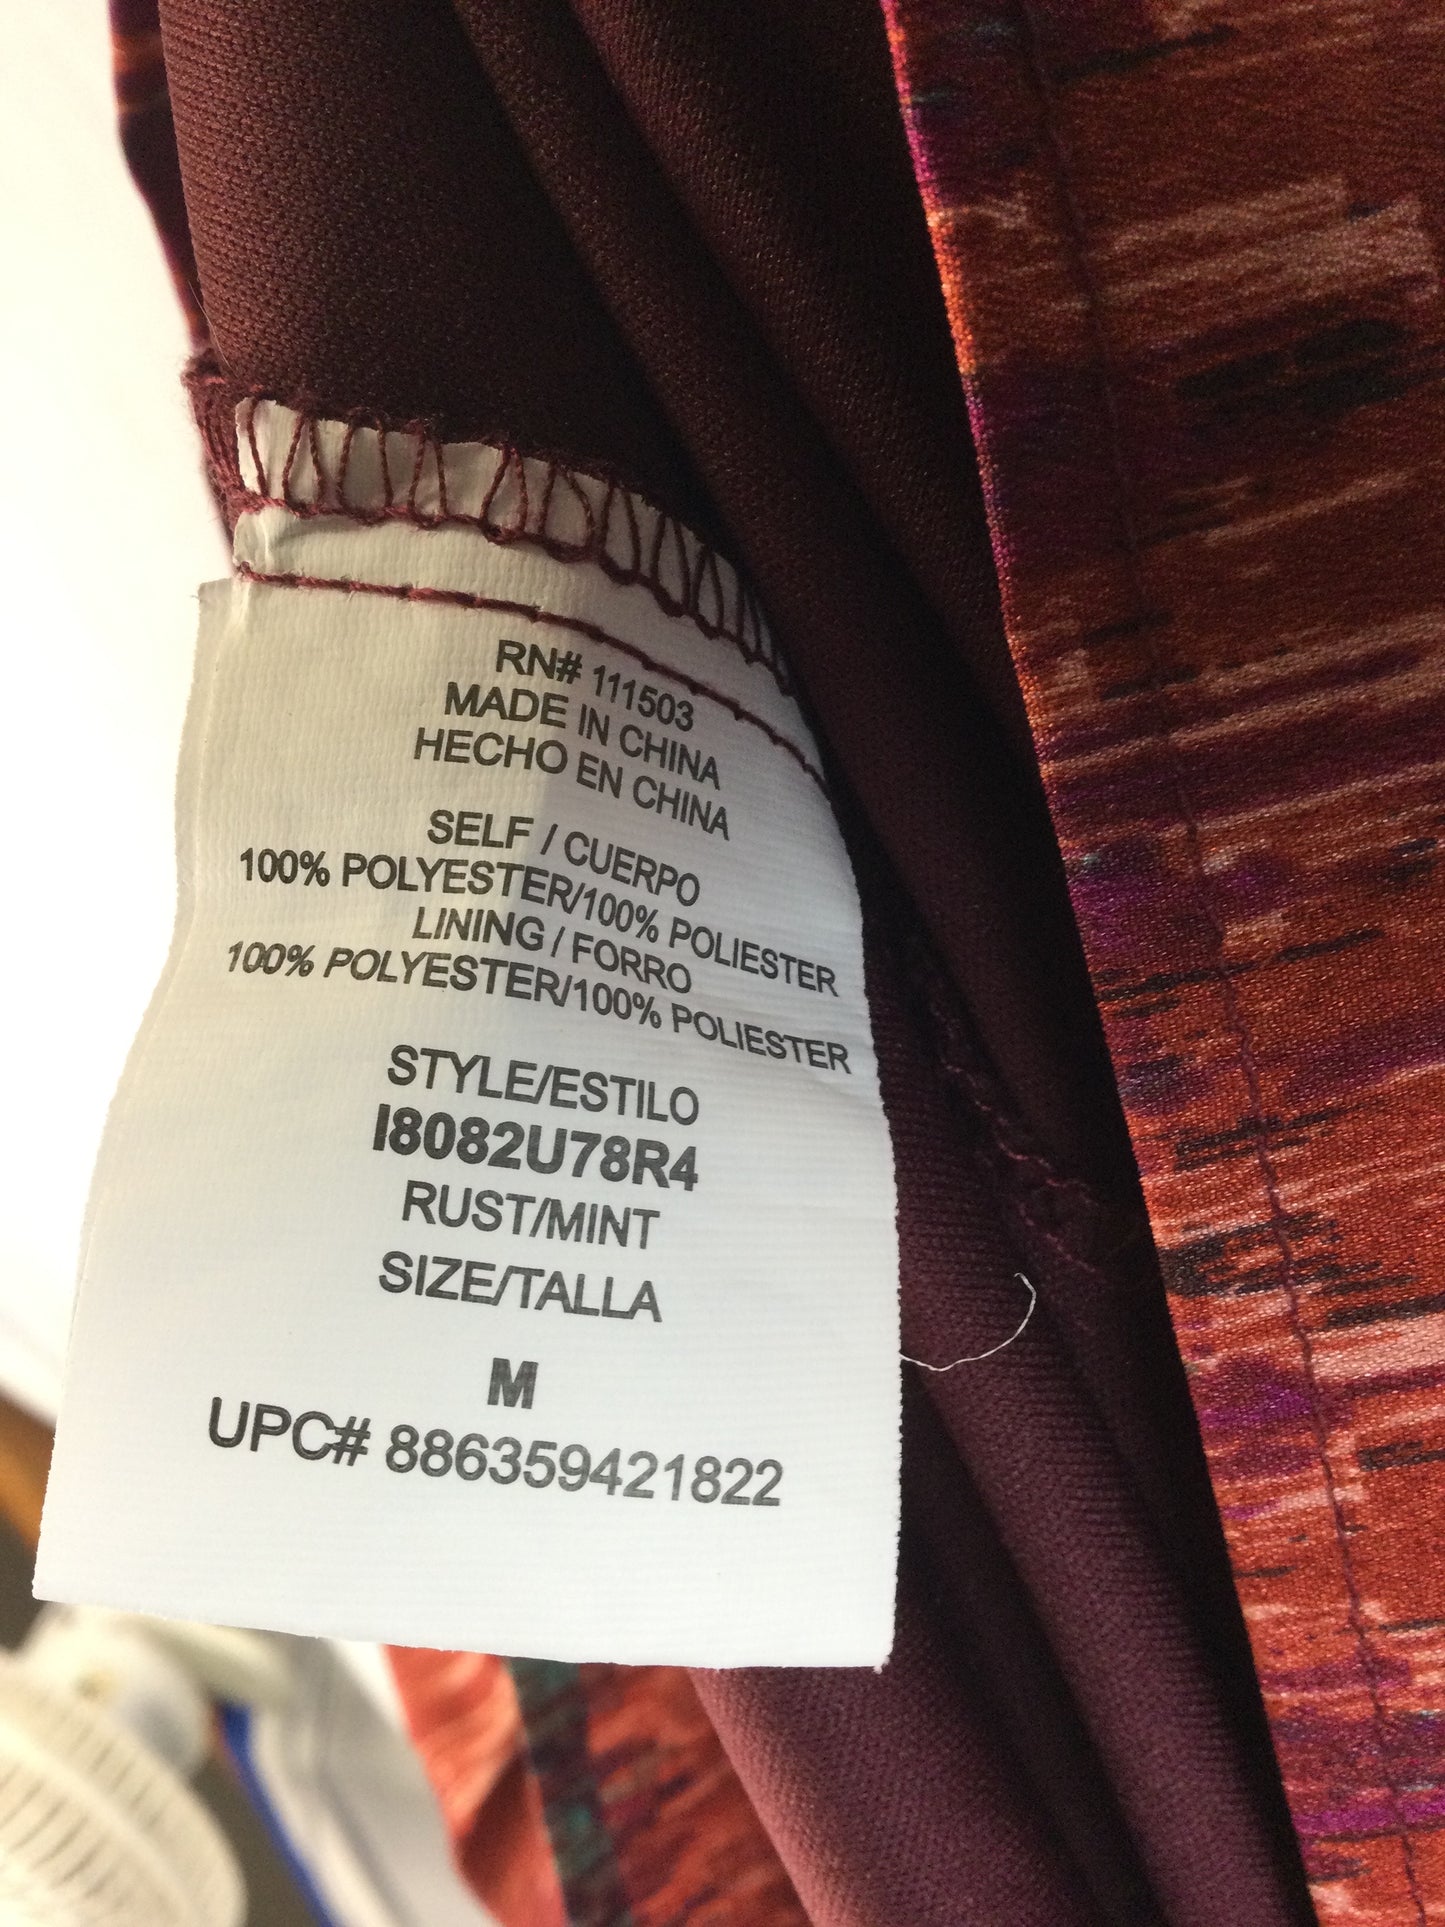 RN# 111503
MADE IN CHINA
HECHO EN CHINA
SELF / CUERPO
100% POLYESTER/100% POLIESTER
LINING / FORRO
100% POLYESTER/100% POLIESTER
STYLE/ESTILO
I8082U78R4
RUST/MINT
SIZE/TALLA
M
UPC# 886359421822